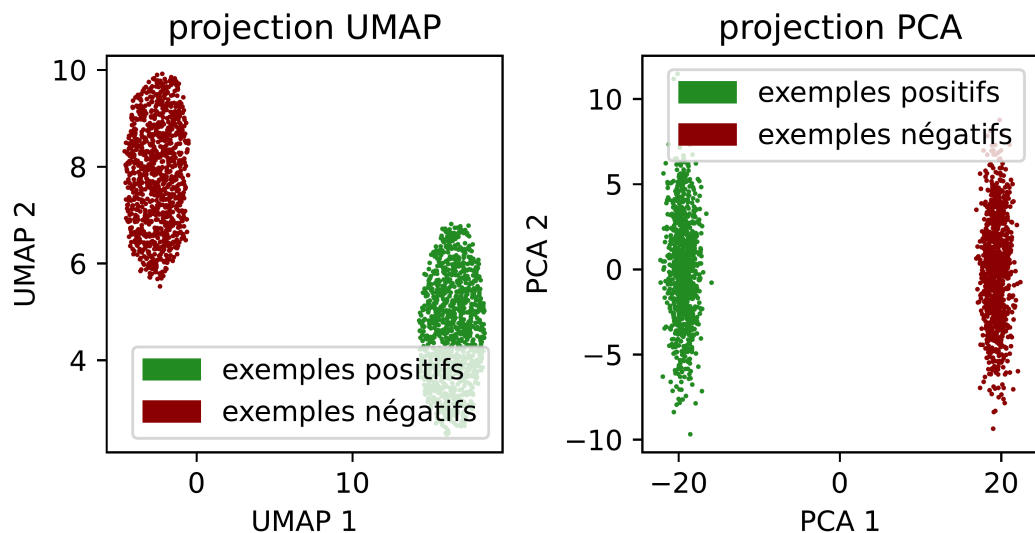 projection UMAP
10
8
6
4
UMAP 2
exemples positifs
exemples négatifs
0
10
UMAP 1
projection PCA
10
5
0
−5
−10
PCA 2
exemples positifs
exemples négatifs
−20
0
20
PCA 1